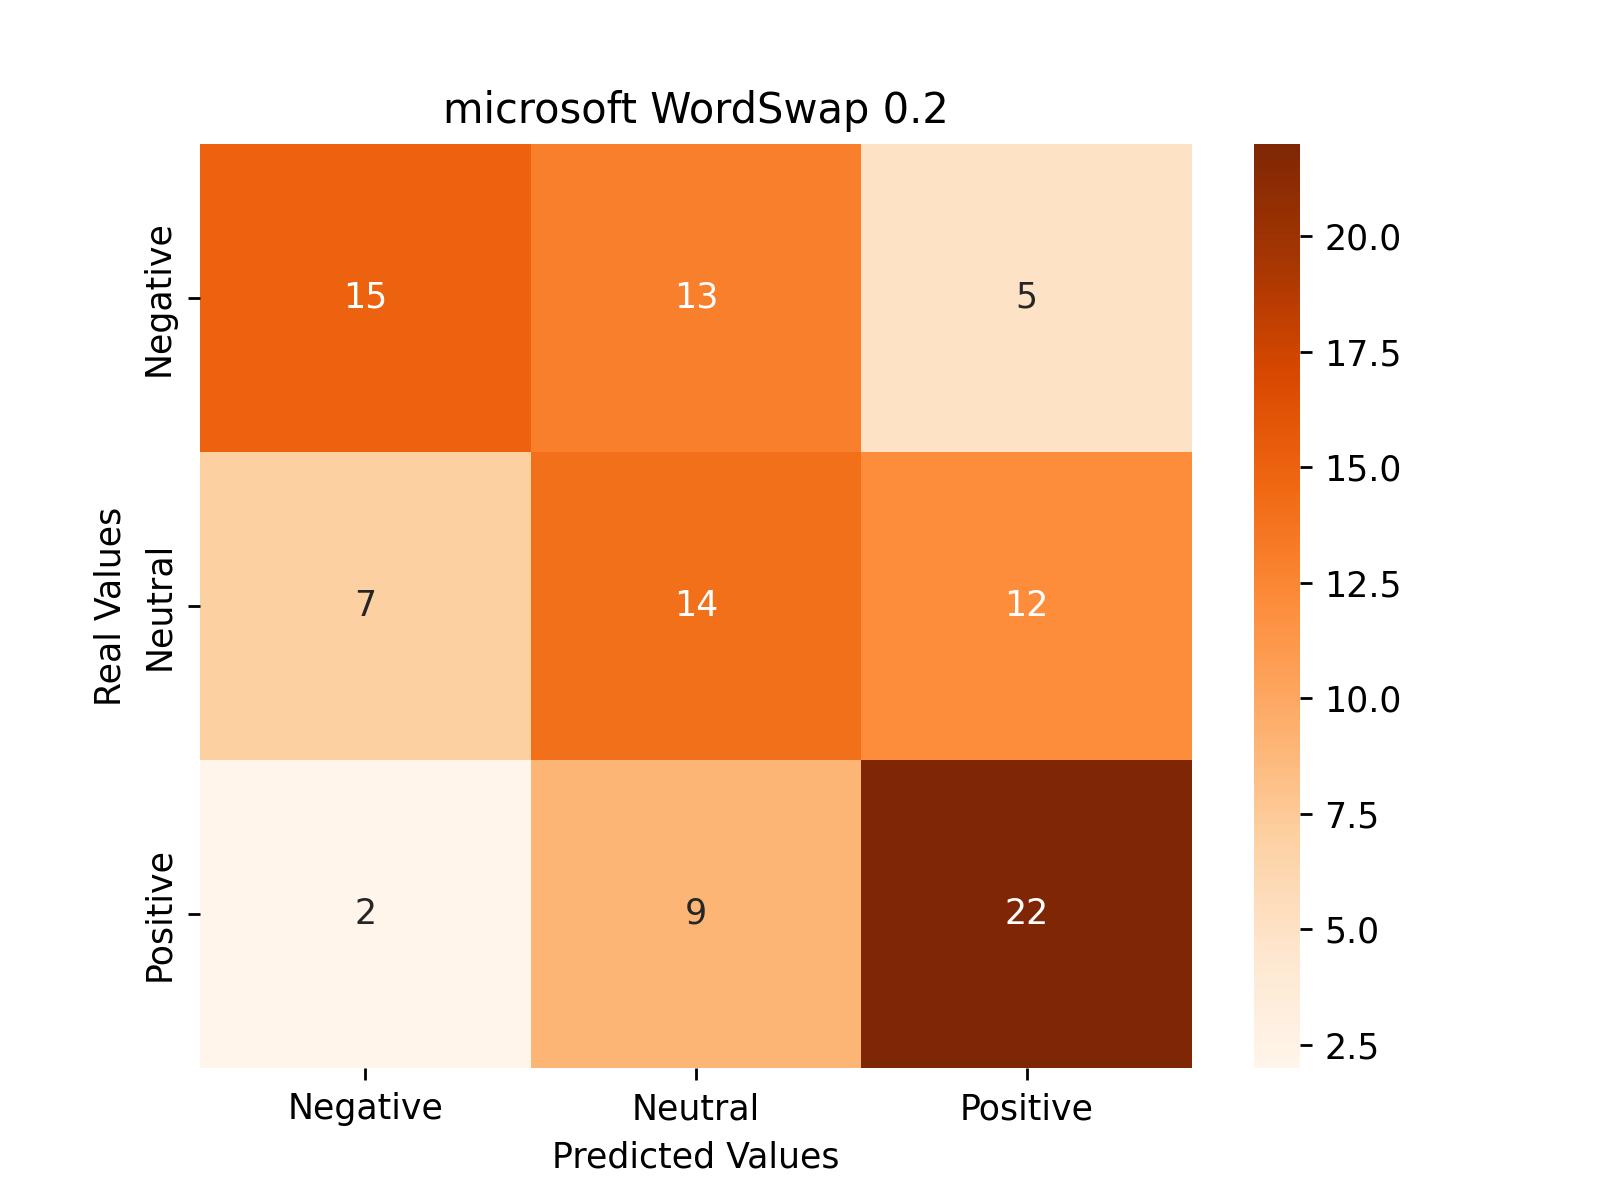 microsoft WordSwap 0.2
Real Values
Negative
15 13 5
Neutral
7 14 12
Positive
2 9 22
Negative Neutral Positive
Predicted Values
20.0
17.5
15.0
12.5
10.0
7.5
5.0
2.5